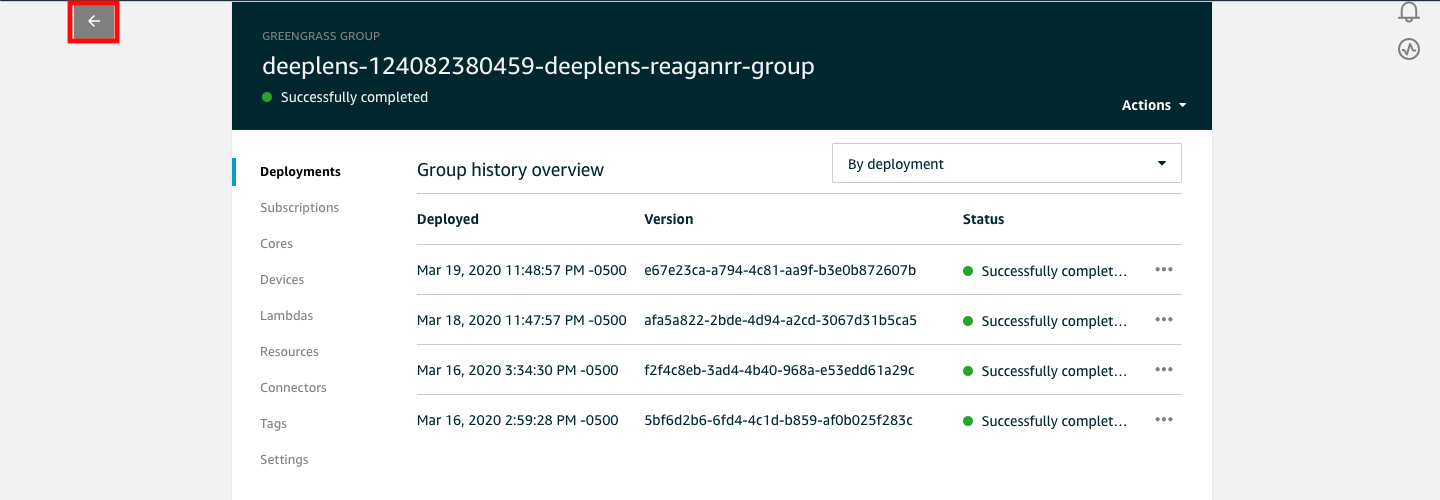 GREENGRASS GROUP
deeplens-124082380459-deeplens-reaganrr-group
Successfully completed
Actions
Deployments
Subscriptions
Cores
Devices
Lambdas
Resources
Connectors
Tags
Settings
Group history overview
By deployment
Deployed Version Status
Mar 19, 2020 11:48:57 PM -0500 e67e23ca-a794-4c81-aa9f-b3e0b872607b Successfully complet...
Mar 18, 2020 11:47:57 PM -0500 afa5a822-2bde-4d94-a2cd-3067d31b5ca5 Successfully complet...
Mar 16, 2020 3:34:30 PM -0500 f2f4c8eb-3ad4-4b40-968a-e53edd61a29c Successfully complet...
Mar 16, 2020 2:59:28 PM -0500 5bf6d2b6-6fd4-4c1d-b859-af0b025f283c Successfully complet...